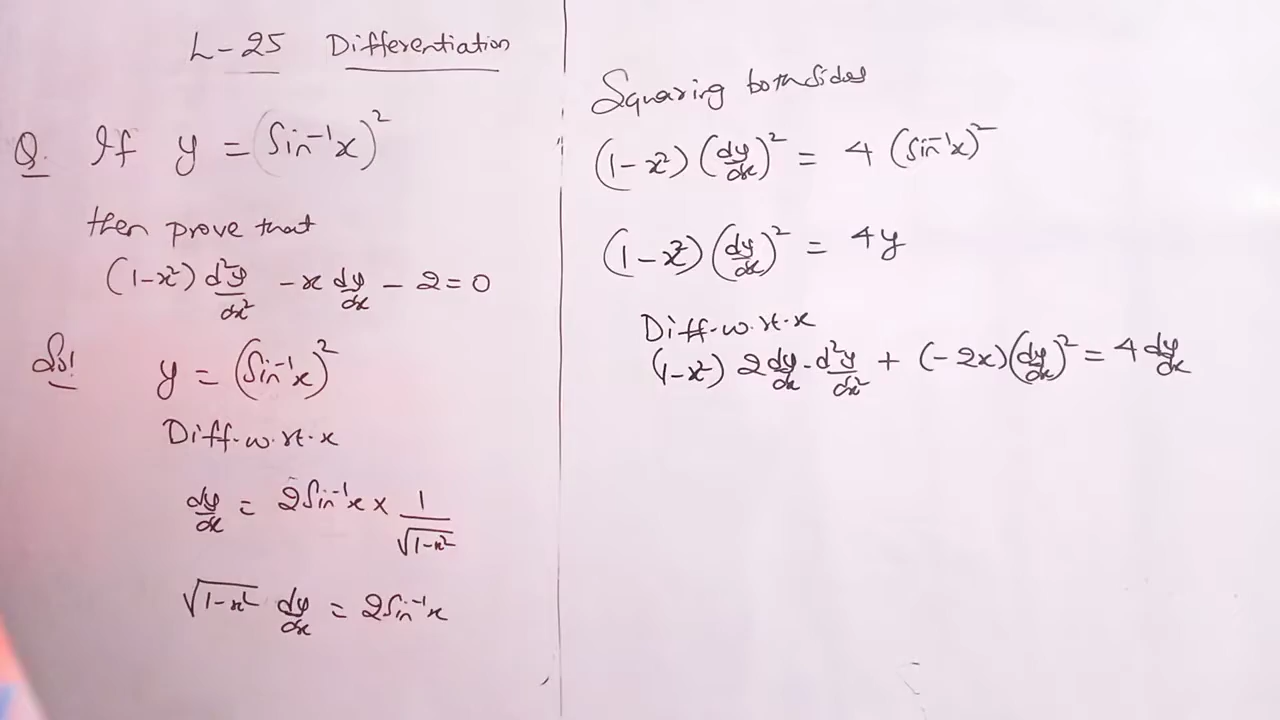 L-25 Differentiation
Q. If y = (Sin⁻¹x)²
then prove that
(1-x²) d²y/dx² - x dy/dx - 2 = 0
Sol y = (Sin⁻¹x)²
Diff.w.r.t.x
dy/dx = 2Sin⁻¹x × 1/√(1-x²)
√(1-x²) dy/dx = 2Sin⁻¹x
Squaring both sides
(1-x²) (dy/dx)² = 4 (Sin⁻¹x)²
(1-x²) (dy/dx)² = 4y
Diff.w.r.t.x
(1-x²) 2dy/dx . d²y/dx² + (-2x)(dy/dx)² = 4 dy/dx